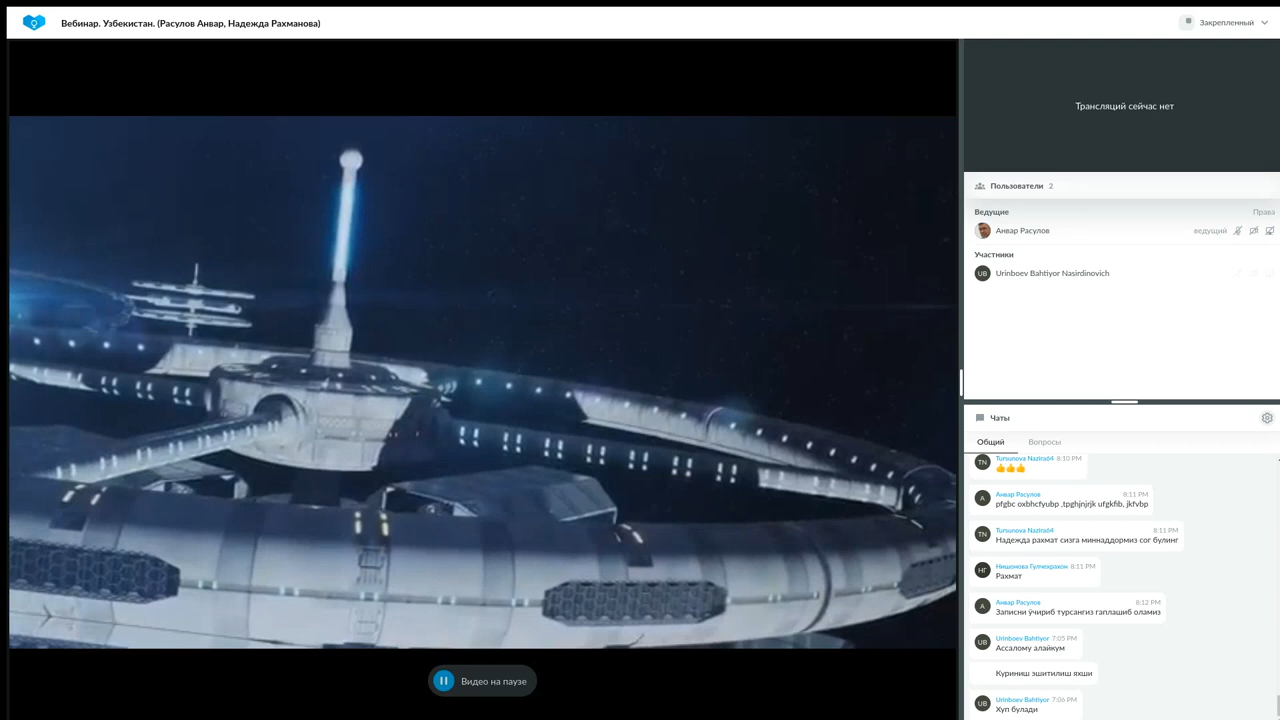 Вебинар. Узбекистан. (Расулов Анвар, Надежда Рахманова)
Закрепленный
Трансляций сейчас нет
Пользователи 2
Ведущие Права
Анвар Расулов ведущий
Участники
UB Urinboev Bahtiyor Nasirdinovich
Чаты
Общий Вопросы
TN Tursunova Nazira64 8:10 PM
👍👍👍
A Анвар Расулов 8:11 PM
pfgbc oxbhcfyubp ,tpghjnjrjk ufgkfib, jkfvbp
TN Tursunova Nazira64 8:11 PM
Надежда рахмат сизга миннаддормиз сог булинг
НГ Нишонова Гулчехрахон 8:11 PM
Рахмат
A Анвар Расулов 8:12 PM
Записни ўчириб турсангиз гаплашиб оламиз
UB Urinboev Bahtiyor 7:05 PM
Ассалому алайкум
Куриниш эшитилиш яхши
UB Urinboev Bahtiyor 7:06 PM
Хуп булади
Видео на паузе